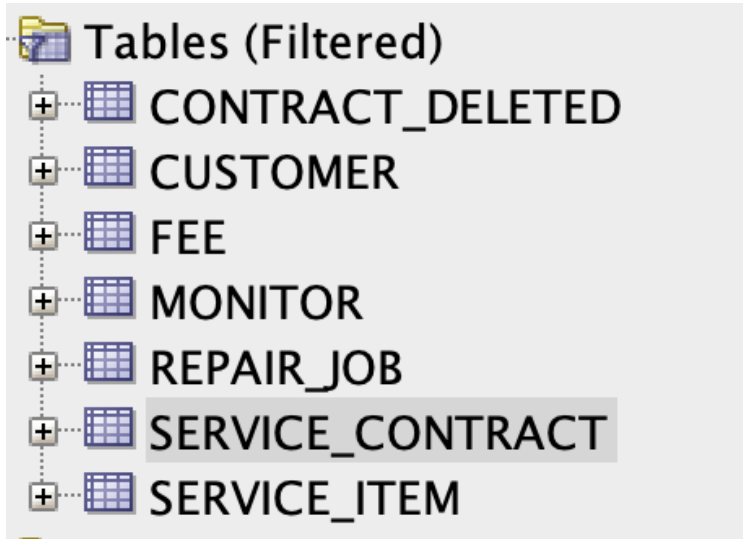 Tables (Filtered)
CONTRACT_DELETED
CUSTOMER
FEE
MONITOR
REPAIR_JOB
SERVICE_CONTRACT
SERVICE_ITEM